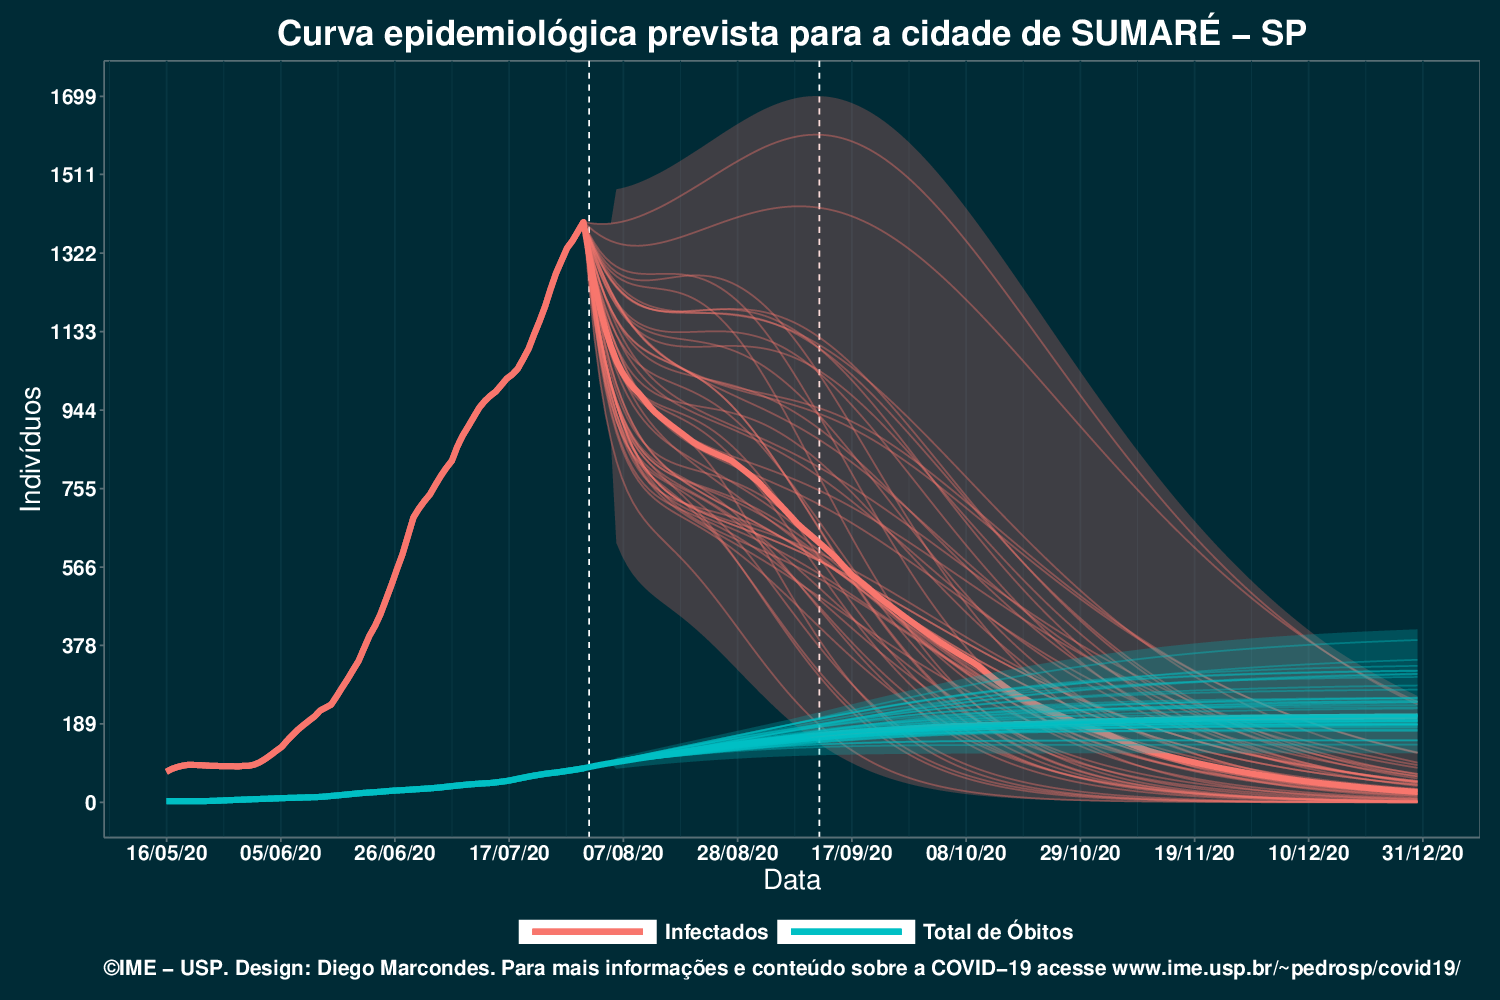 Curva epidemiológica prevista para a cidade de SUMARÉ – SP
1699
1511
1322
1133
944
755
566
378
189
0
Indivíduos
16/05/20 05/06/20 26/06/20 17/07/20 07/08/20 28/08/20 17/09/20 08/10/20 29/10/20 19/11/20 10/12/20 31/12/20
Data
Infectados Total de Óbitos
©IME – USP. Design: Diego Marcondes. Para mais informações e conteúdo sobre a COVID–19 acesse www.ime.usp.br/~pedrosp/covid19/